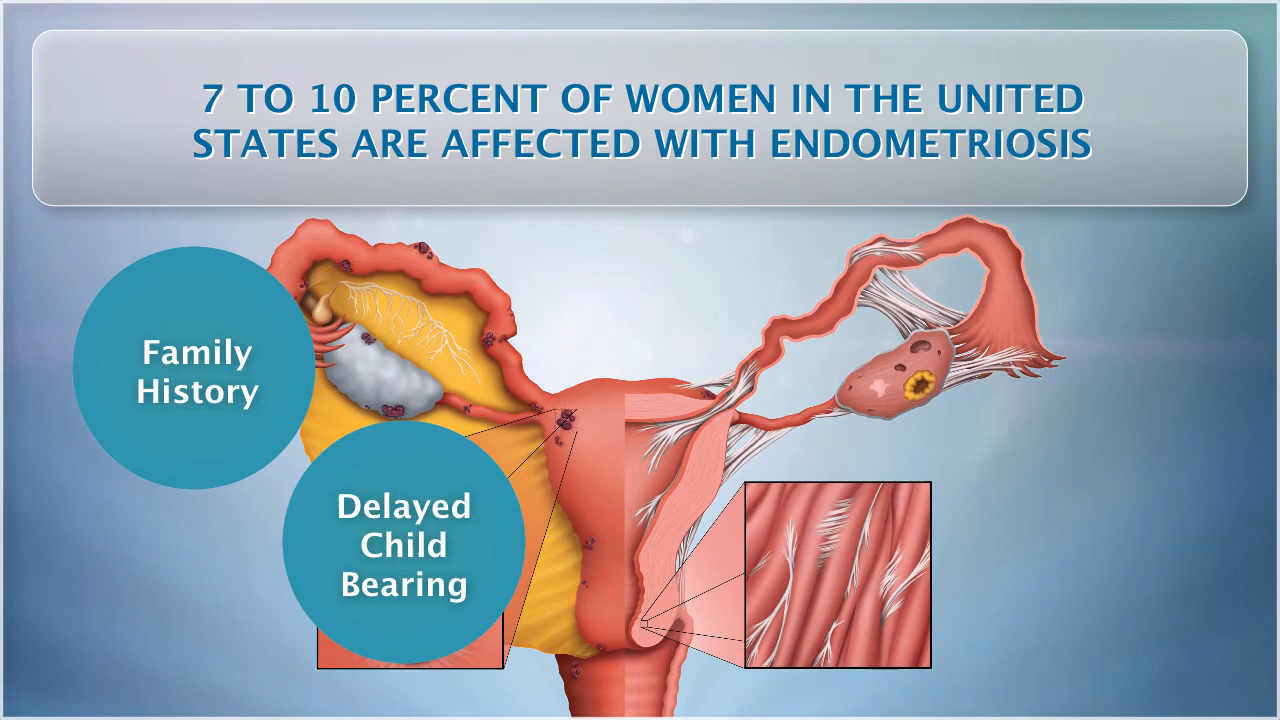 7 TO 10 PERCENT OF WOMEN IN THE UNITED
STATES ARE AFFECTED WITH ENDOMETRIOSIS
Family
History
Delayed
Child
Bearing